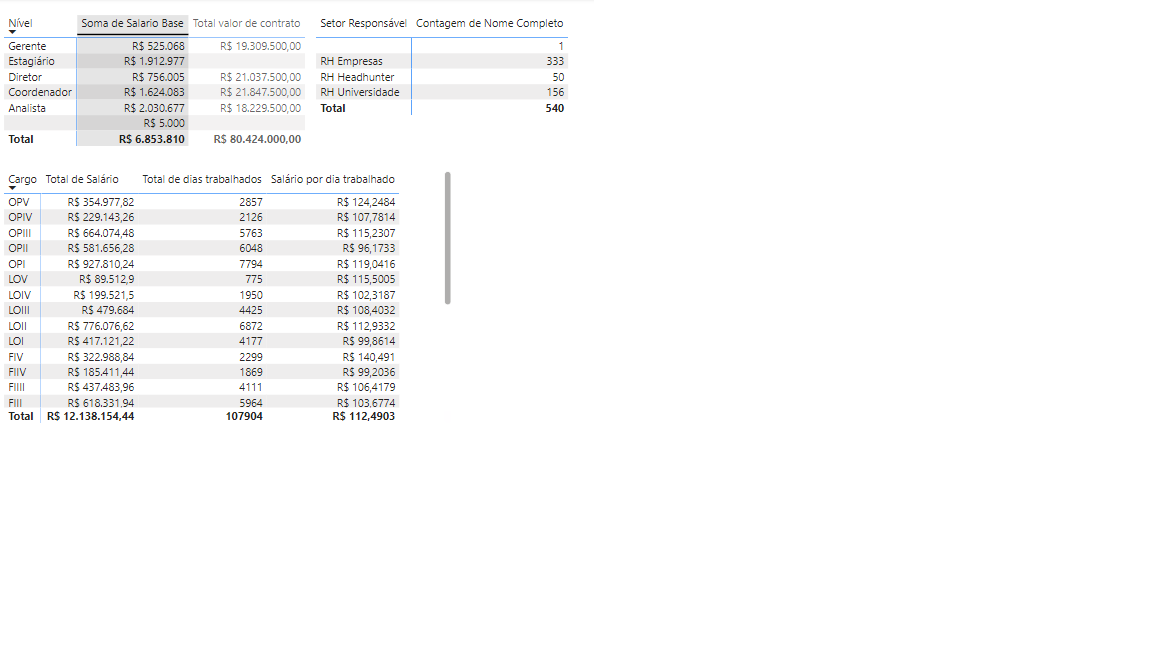 Nível Soma de Salario Base Total valor de contrato
Gerente R$ 525.068 R$ 19.309.500,00
Estagiário R$ 1.912.977
Diretor R$ 756.005 R$ 21.037.500,00
Coordenador R$ 1.624.083 R$ 21.847.500,00
Analista R$ 2.030.677 R$ 18.229.500,00
R$ 5.000
Total R$ 6.853.810 R$ 80.424.000,00
Setor Responsável Contagem de Nome Completo
1
RH Empresas 333
RH Headhunter 50
RH Universidade 156
Total 540
Cargo Total de Salário Total de dias trabalhados Salário por dia trabalhado
OPV R$ 354.977,82 2857 R$ 124,2484
OPIV R$ 229.143,26 2126 R$ 107,7814
OPIII R$ 664.074,48 5763 R$ 115,2307
OPII R$ 581.656,28 6048 R$ 96,1733
OPI R$ 927.810,24 7794 R$ 119,0416
LOV R$ 89.512,9 775 R$ 115,5005
LOIV R$ 199.521,5 1950 R$ 102,3187
LOIII R$ 479.684 4425 R$ 108,4032
LOII R$ 776.076,62 6872 R$ 112,9332
LOI R$ 417.121,22 4177 R$ 99,8614
FIV R$ 322.988,84 2299 R$ 140,491
FIIV R$ 185.411,44 1869 R$ 99,2036
FIIII R$ 437.483,96 4111 R$ 106,4179
FIII R$ 618.331,94 5964 R$ 103,6774
Total R$ 12.138.154,44 107904 R$ 112,4903